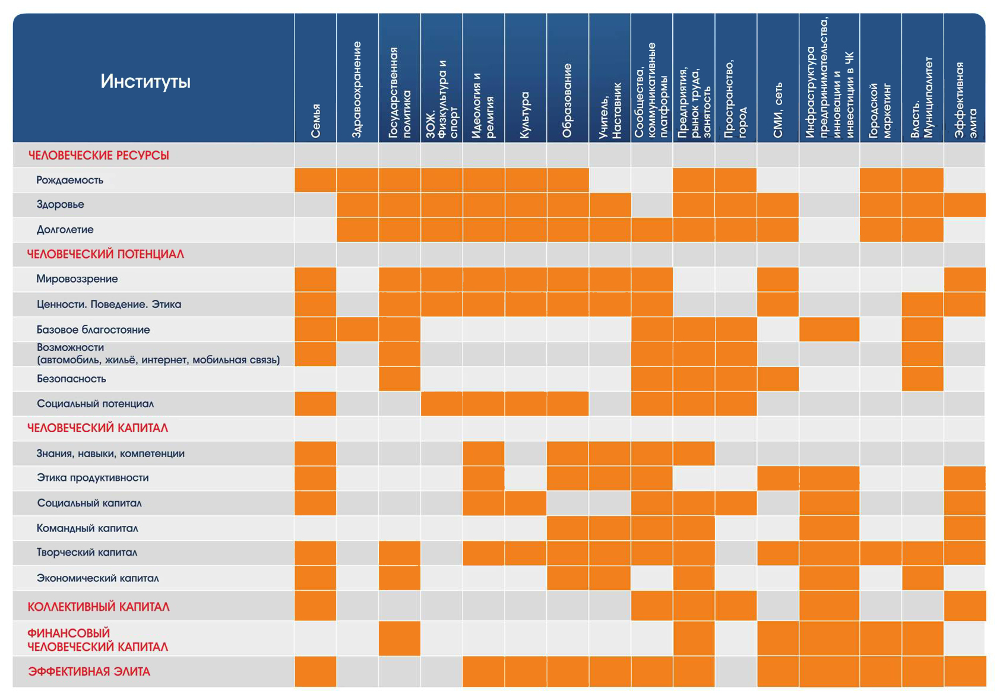 Институты
Семья
Здравоохранение
Государственная
политика
ЗОЖ.
Физкультура и
спорт
Идеология и
религия
Культура
Образование
Учитель,
Наставник
Сообщества,
коммуникативные
платформы
Предприятия,
рынок труда,
занятость
Пространство,
город
СМИ, сеть
Инфраструктура
предпринимательства,
инновации и
инвестиции в ЧК
Городской
маркетинг
Власть.
Муниципалитет
Эффективная
элита
ЧЕЛОВЕЧЕСКИЕ РЕСУРСЫ
Рождаемость
Здоровье
Долголетие
ЧЕЛОВЕЧЕСКИЙ ПОТЕНЦИАЛ
Мировоззрение
Ценности. Поведение. Этика
Базовое благостояние
Возможности
(автомобиль, жильё, интернет, мобильная связь)
Безопасность
Социальный потенциал
ЧЕЛОВЕЧЕСКИЙ КАПИТАЛ
Знания, навыки, компетенции
Этика продуктивности
Социальный капитал
Командный капитал
Творческий капитал
Экономический капитал
КОЛЛЕКТИВНЫЙ КАПИТАЛ
ФИНАНСОВЫЙ
ЧЕЛОВЕЧЕСКИЙ КАПИТАЛ
ЭФФЕКТИВНАЯ ЭЛИТА